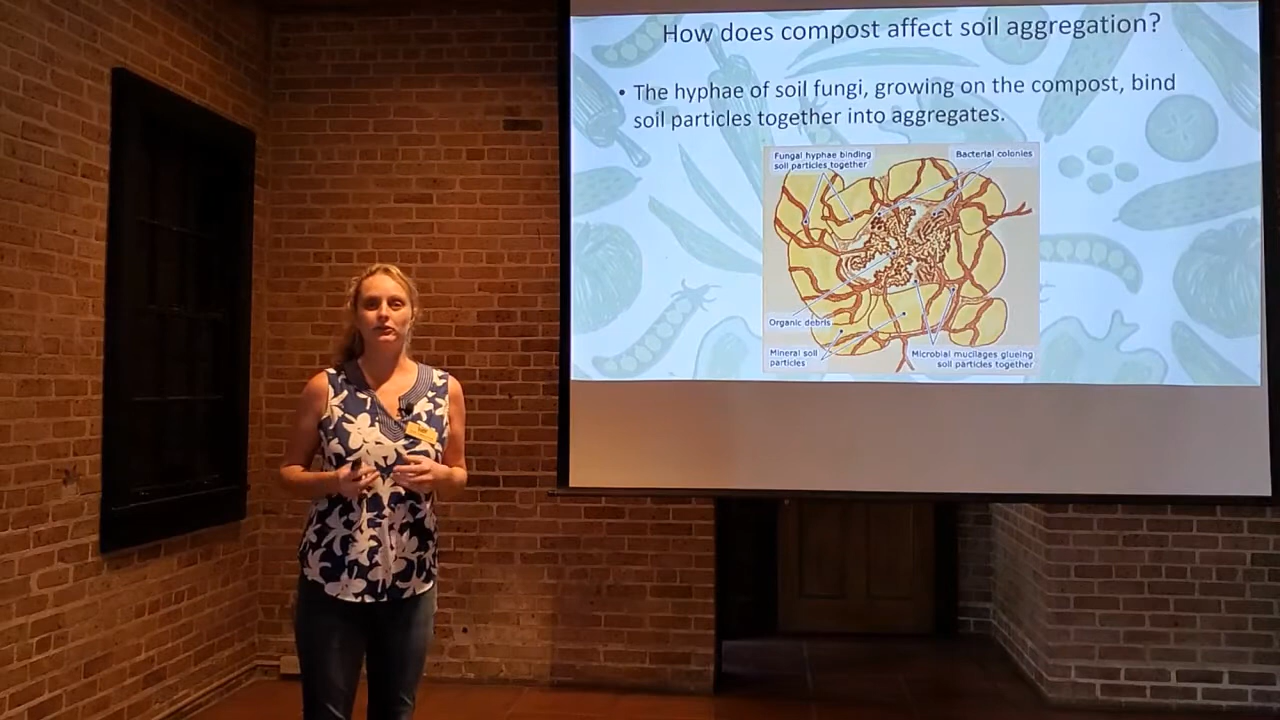 How does compost affect soil aggregation?
• The hyphae of soil fungi, growing on the compost, bind
soil particles together into aggregates.
Fungal hyphae binding
soil particles together
Bacterial colonies
Organic debris
Mineral soil
particles
Microbial mucilages glueing
soil particles together